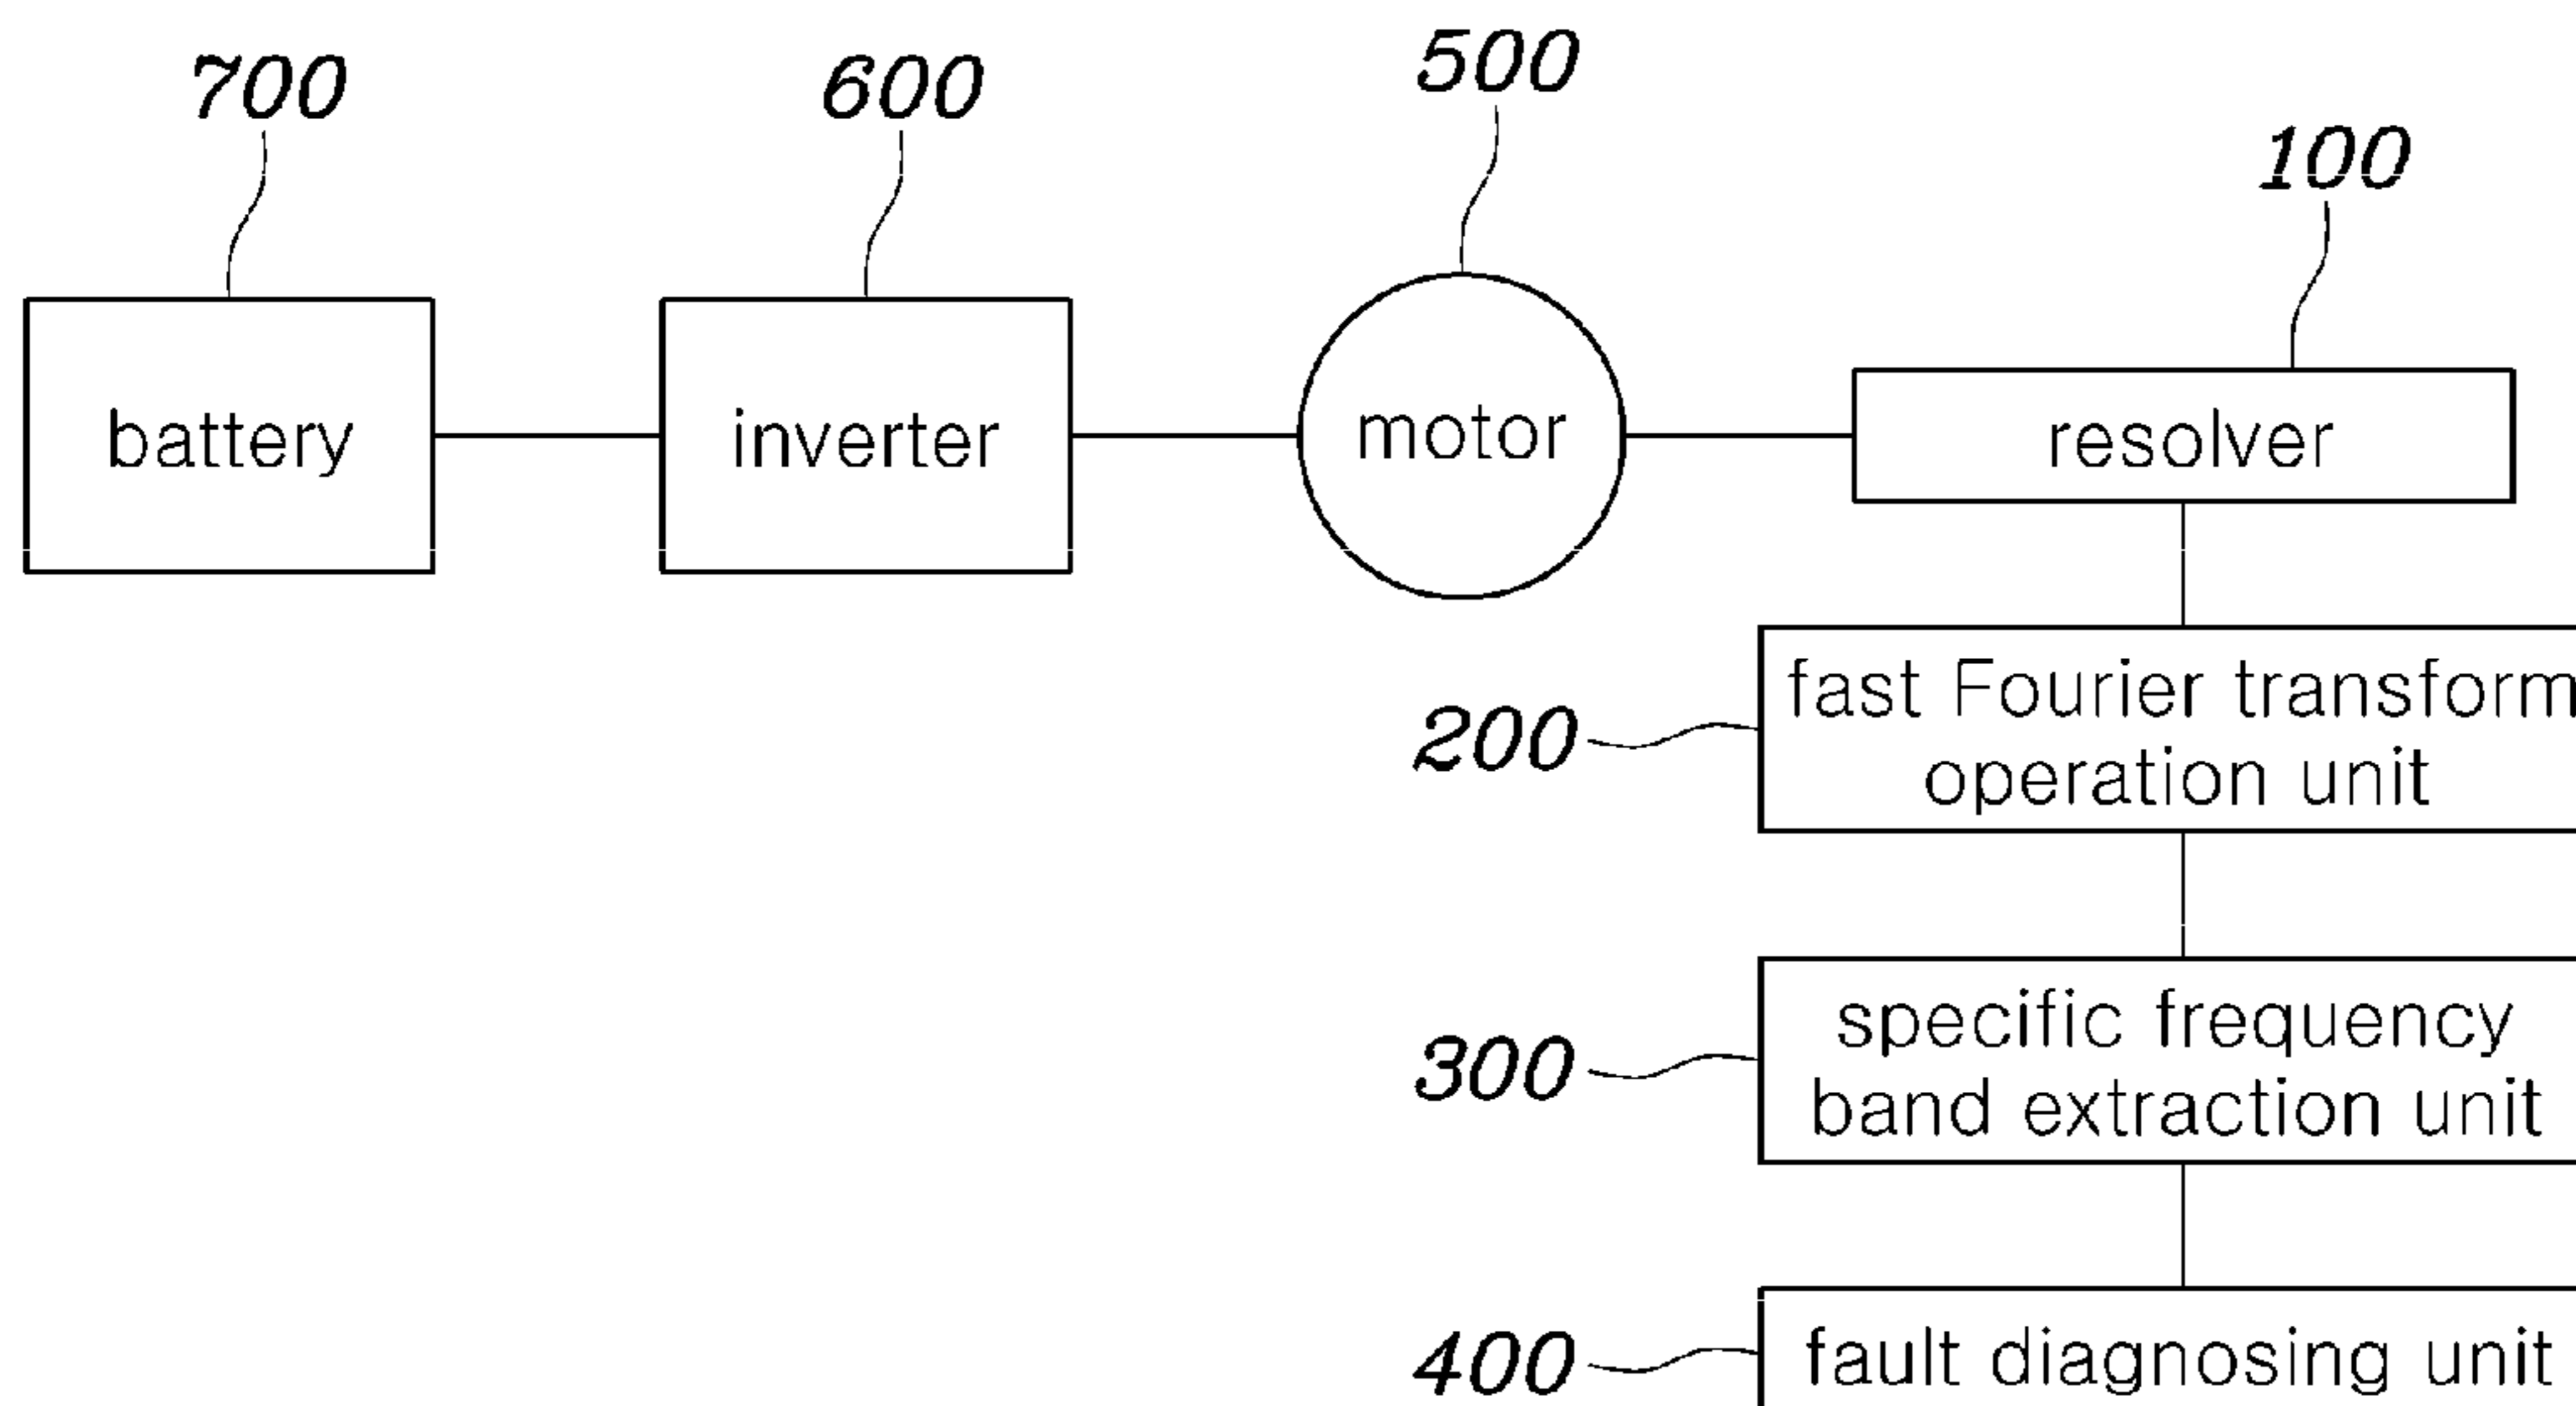 700
600
500
100
battery
inverter
motor
resolver
200
fast Fourier transform
operation unit
300
specific frequency
band extraction unit
400
fault diagnosing unit